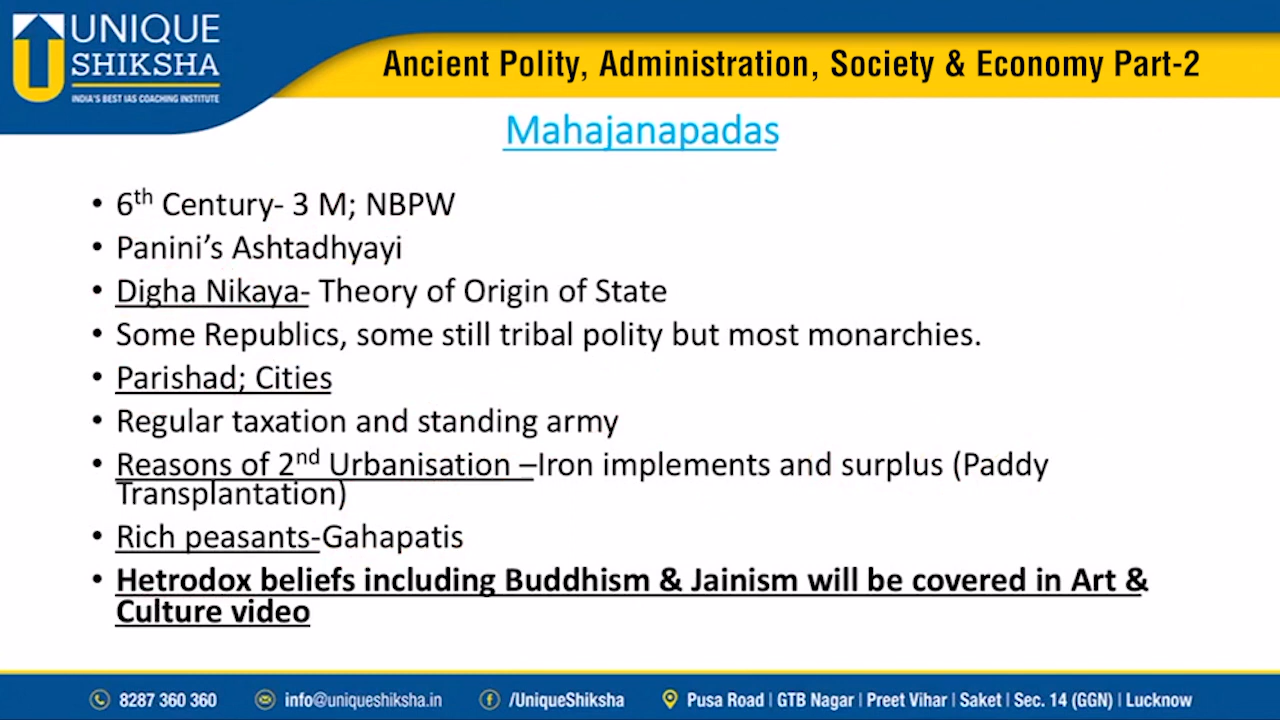 UNIQUE
SHIKSHA
INDIA'S BEST IAS COACHING INSTITUTE
Ancient Polity, Administration, Society & Economy Part-2
Mahajanapadas
• 6th Century- 3 M; NBPW
• Panini's Ashtadhyayi
• Digha Nikaya- Theory of Origin of State
• Some Republics, some still tribal polity but most monarchies.
• Parishad; Cities
• Regular taxation and standing army
• Reasons of 2nd Urbanisation –Iron implements and surplus (Paddy
Transplantation)
• Rich peasants-Gahapatis
• Hetrodox beliefs including Buddhism & Jainism will be covered in Art &
Culture video
8287 360 360 info@uniqueshiksha.in /UniqueShiksha Pusa Road | GTB Nagar | Preet Vihar | Saket | Sec. 14 (GGN) | Lucknow